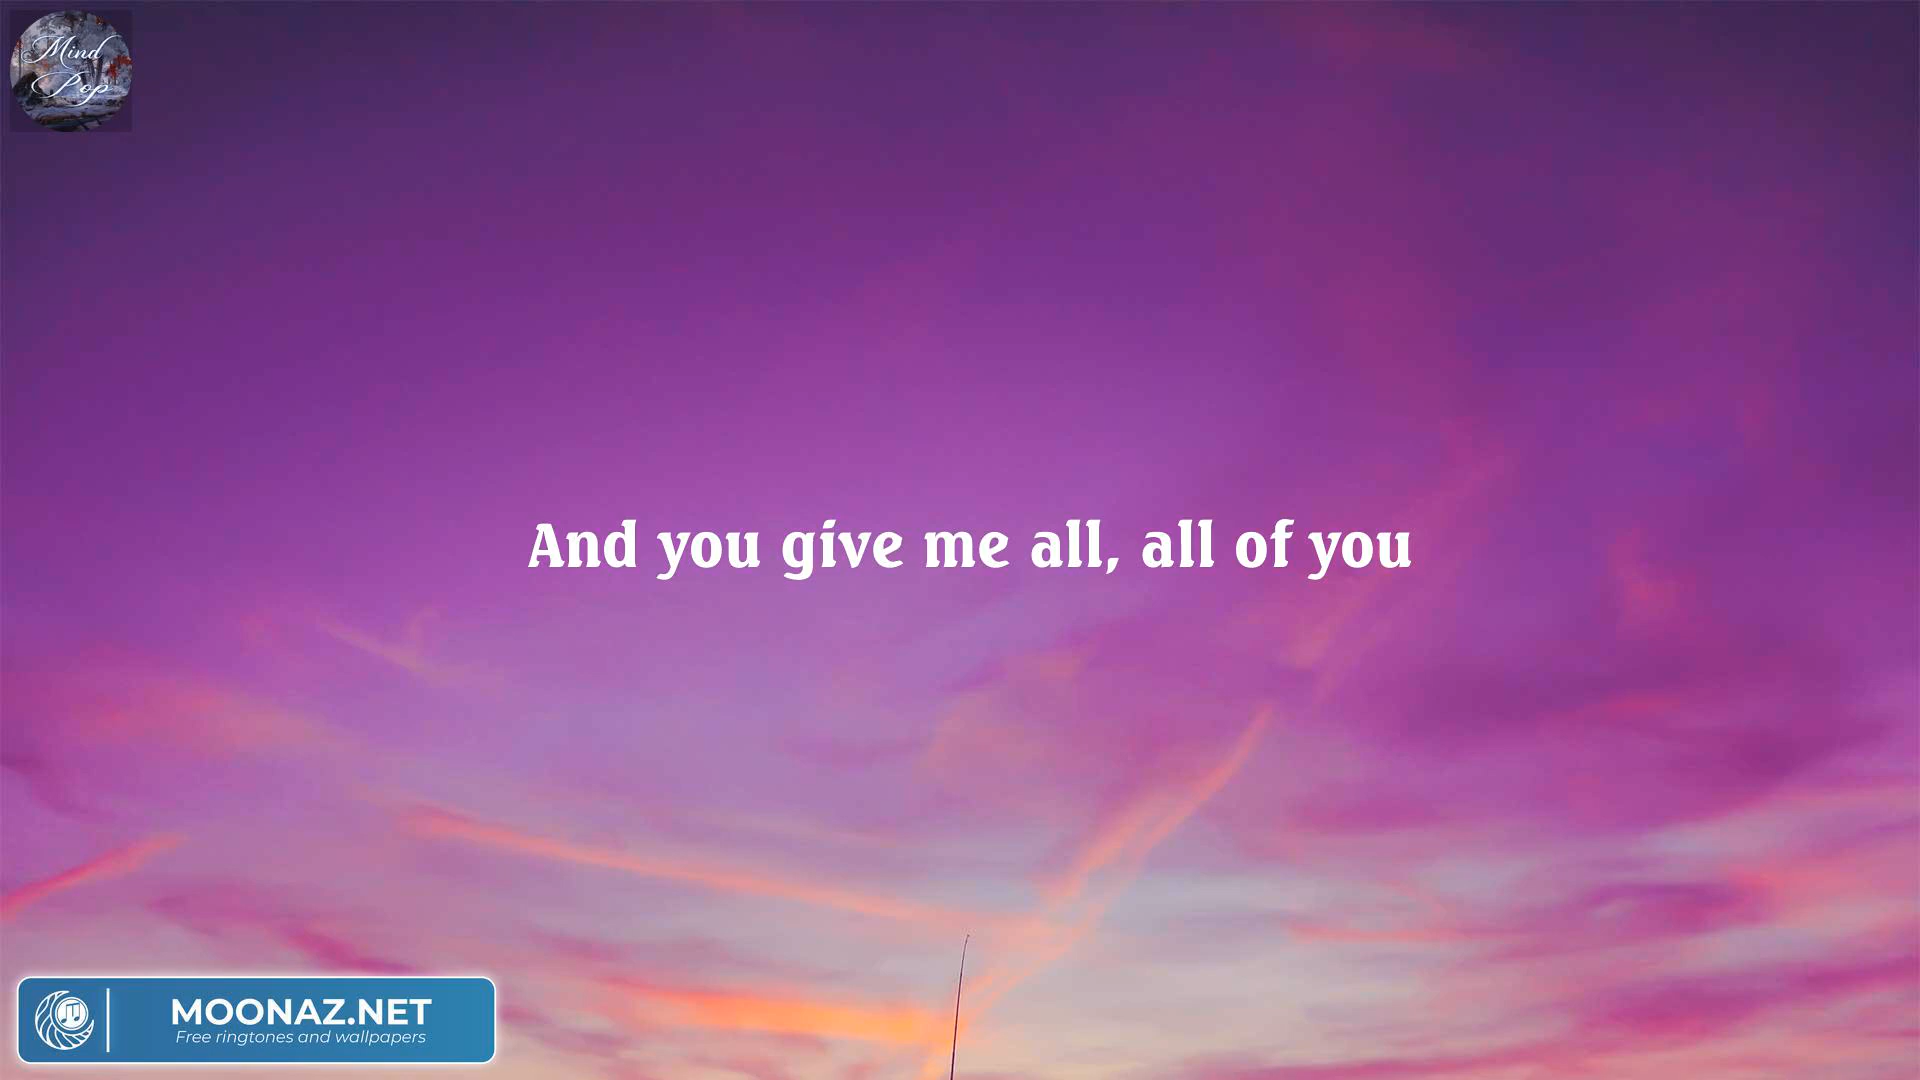 Mind
Pop
And you give me all, all of you
MOONAZ.NET
Free ringtones and wallpapers